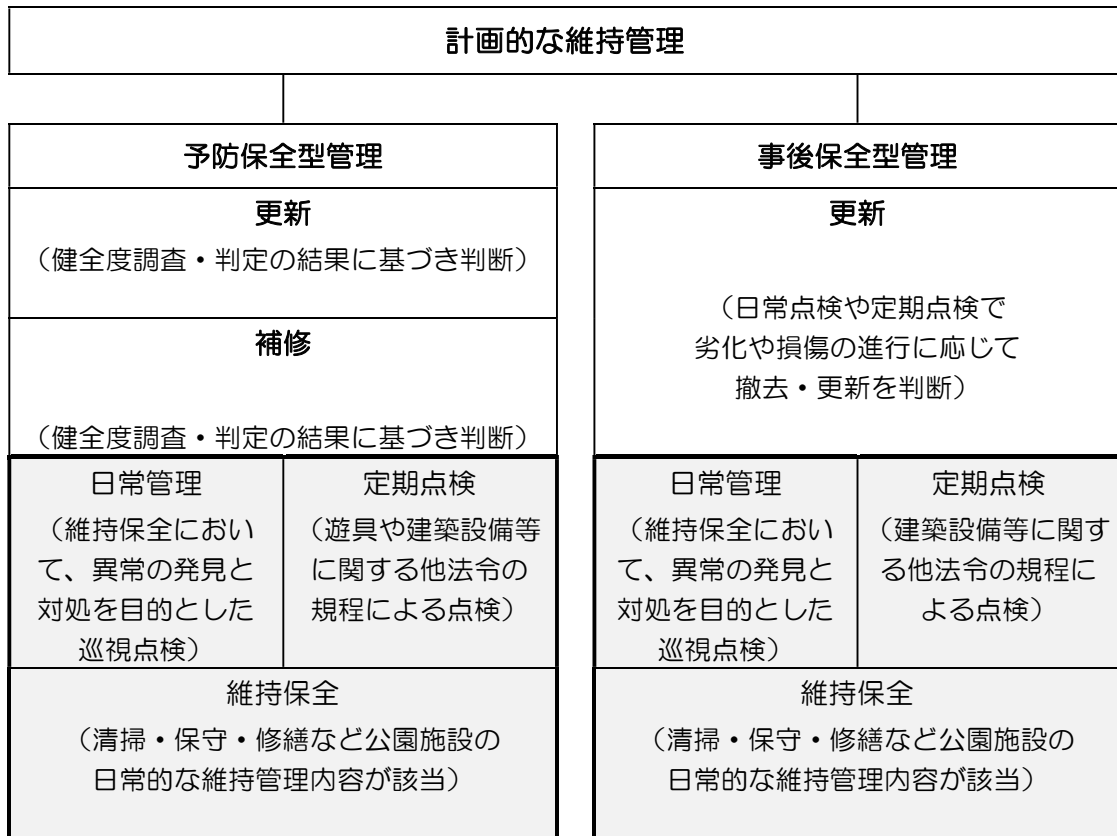 計画的な維持管理
予防保全型管理
更新
（健全度調査・判定の結果に基づき判断）
補修
（健全度調査・判定の結果に基づき判断）
日常管理
（維持保全におい
て、異常の発見と
対処を目的とした
巡視点検）
定期点検
（遊具や建築設備等
に関する他法令の
規程による点検）
維持保全
（清掃・保守・修繕など公園施設の
日常的な維持管理内容が該当）
事後保全型管理
更新
（日常点検や定期点検で
劣化や損傷の進行に応じて
撤去・更新を判断）
日常管理
（維持保全におい
て、異常の発見と
対処を目的とした
巡視点検）
定期点検
（建築設備等に関す
る他法令の規程に
よる点検）
維持保全
（清掃・保守・修繕など公園施設の
日常的な維持管理内容が該当）